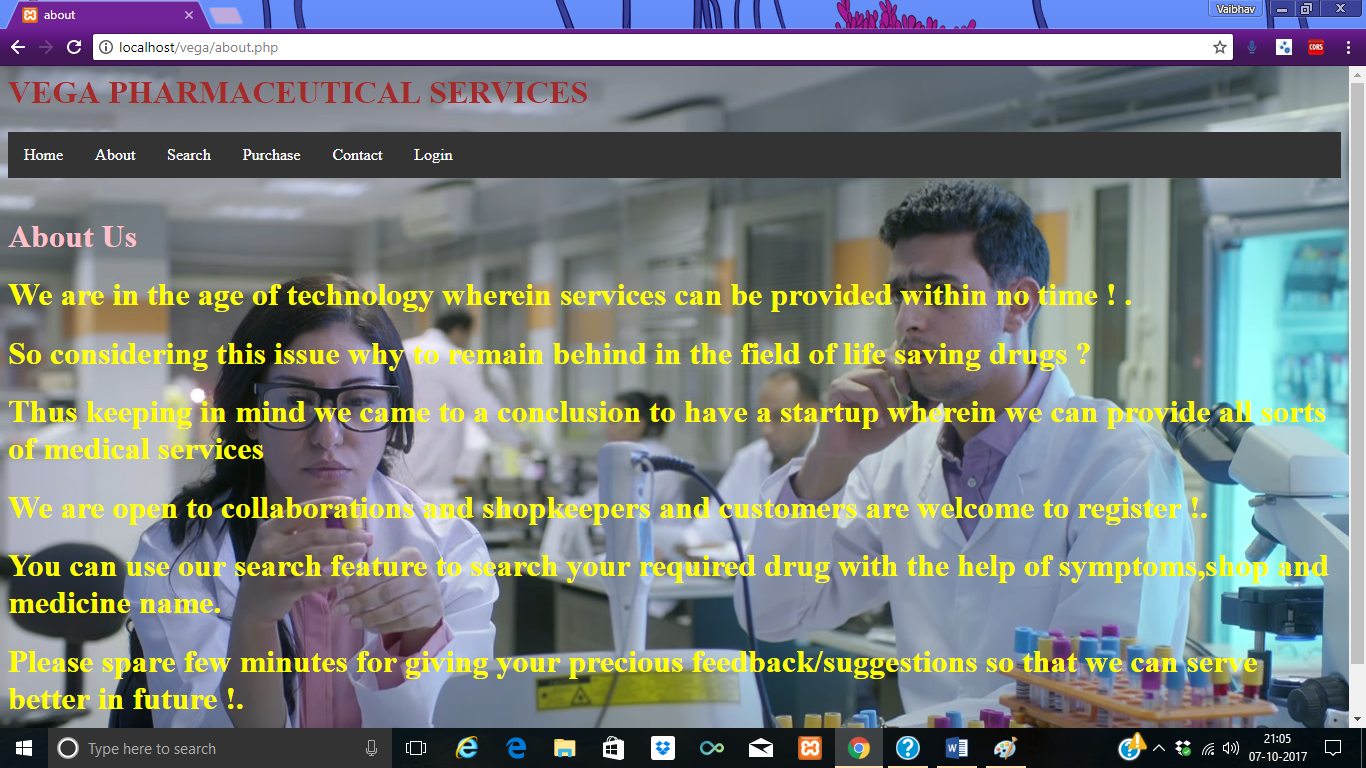 about
Vaibhav
localhost/vega/about.php
CORS
VEGA PHARMACEUTICAL SERVICES
Home About Search Purchase Contact Login
About Us
We are in the age of technology wherein services can be provided within no time ! .
So considering this issue why to remain behind in the field of life saving drugs ?
Thus keeping in mind we came to a conclusion to have a startup wherein we can provide all sorts
of medical services
We are open to collaborations and shopkeepers and customers are welcome to register !.
You can use our search feature to search your required drug with the help of symptoms,shop and
medicine name.
Please spare few minutes for giving your precious feedback/suggestions so that we can serve
better in future !.
Type here to search
21:05
07-10-2017